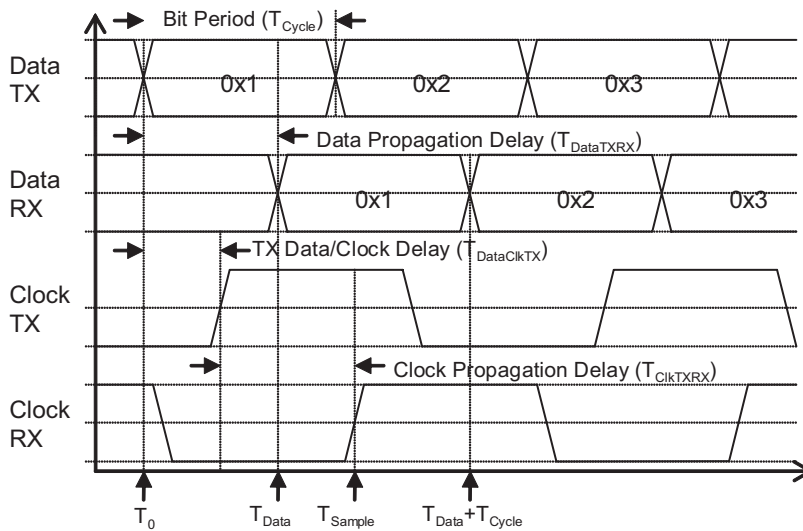 Bit Period (T_Cycle)
Data TX
0x1
0x2
0x3
Data Propagation Delay (T_DataTXRX)
Data RX
0x1
0x2
0x3
TX Data/Clock Delay (T_DataClkTX)
Clock TX
Clock Propagation Delay (T_ClkTXRX)
Clock RX
T_0
T_Data
T_Sample
T_Data+T_Cycle